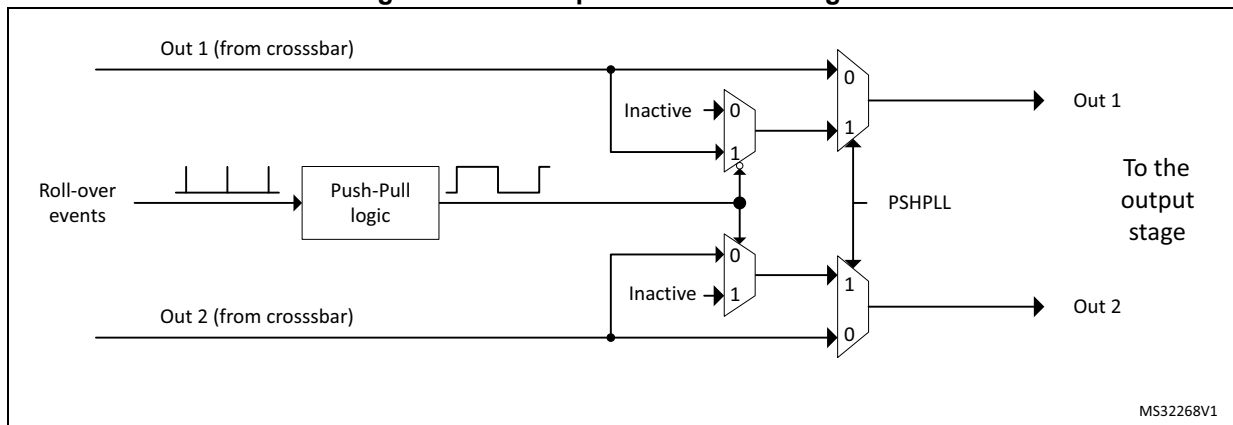 Out 1 (from crosssbar)
0
Inactive
0
Out 1
1
1
Roll-over
events
Push-Pull
logic
PSHPLL
To the
output
stage
0
1
Inactive
1
Out 2
Out 2 (from crosssbar)
0
MS32268V1